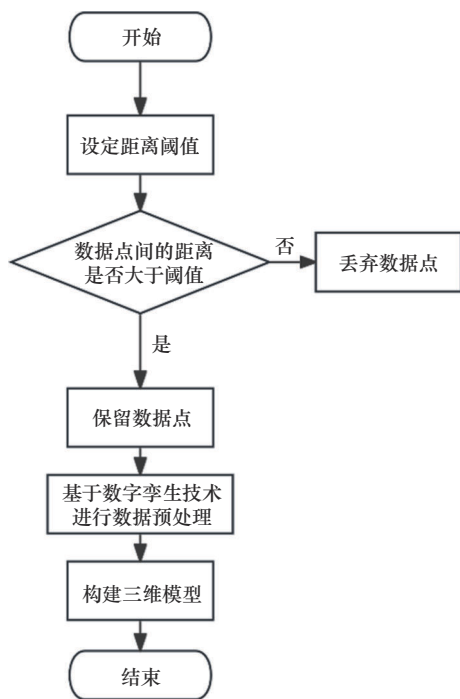 开始
设定距离阈值
数据点间的距离
是否大于阈值
否
丢弃数据点
是
保留数据点
基于数字孪生技术
进行数据预处理
构建三维模型
结束